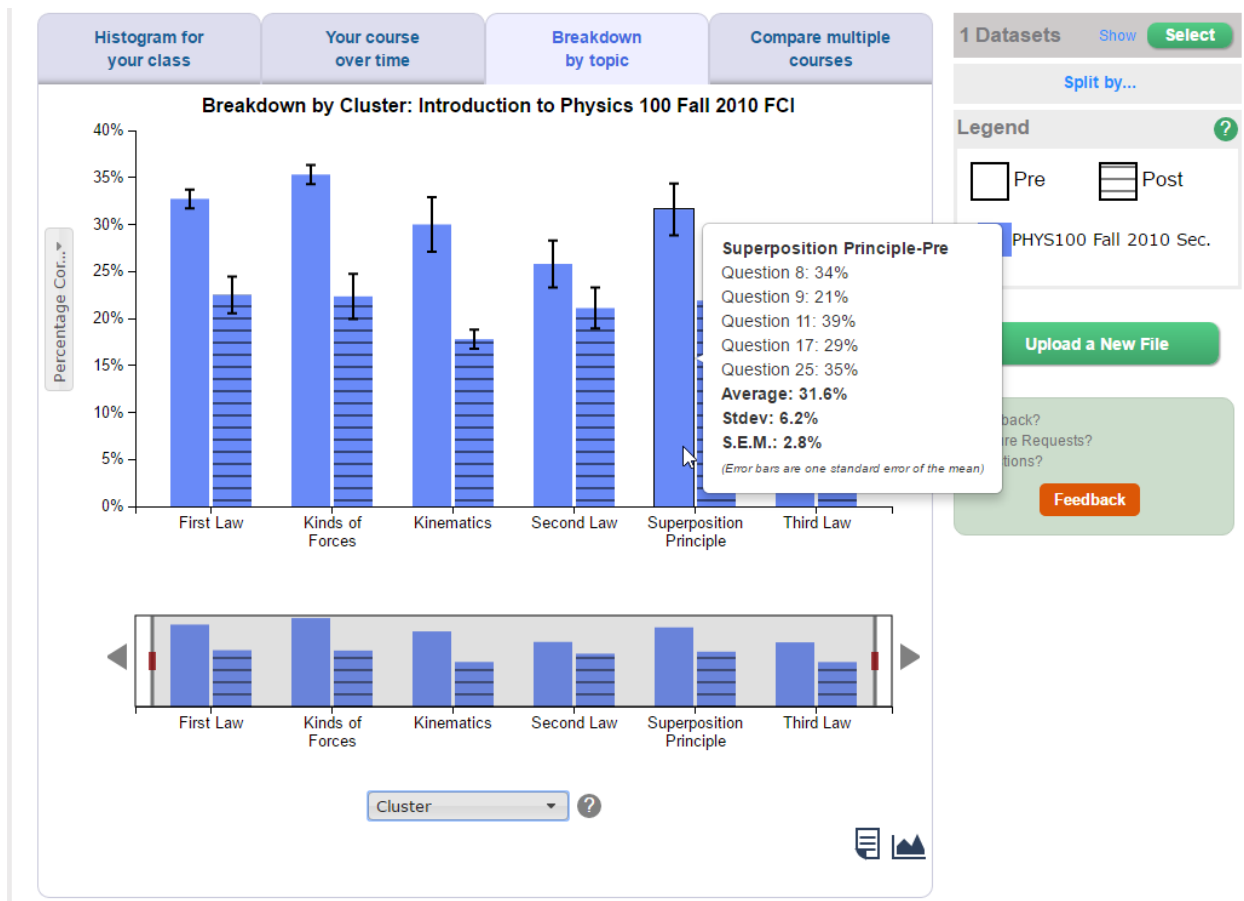 Histogram for
your class
Your course
over time
Breakdown
by topic
Compare multiple
courses
1 Datasets Show Select
Split by...
Legend ?
Pre Post
PHYS100 Fall 2010 Sec.
Upload a New File
back?
re Requests?
tions?
Feedback
Breakdown by Cluster: Introduction to Physics 100 Fall 2010 FCI
Percentage Cor...
40%
35%
30%
25%
20%
15%
10%
5%
0%
First Law
Kinds of
Forces
Kinematics
Second Law
Superposition
Principle
Third Law
Superposition Principle-Pre
Question 8: 34%
Question 9: 21%
Question 11: 39%
Question 17: 29%
Question 25: 35%
Average: 31.6%
Stdev: 6.2%
S.E.M.: 2.8%
(Error bars are one standard error of the mean)
First Law
Kinds of
Forces
Kinematics
Second Law
Superposition
Principle
Third Law
Cluster ?